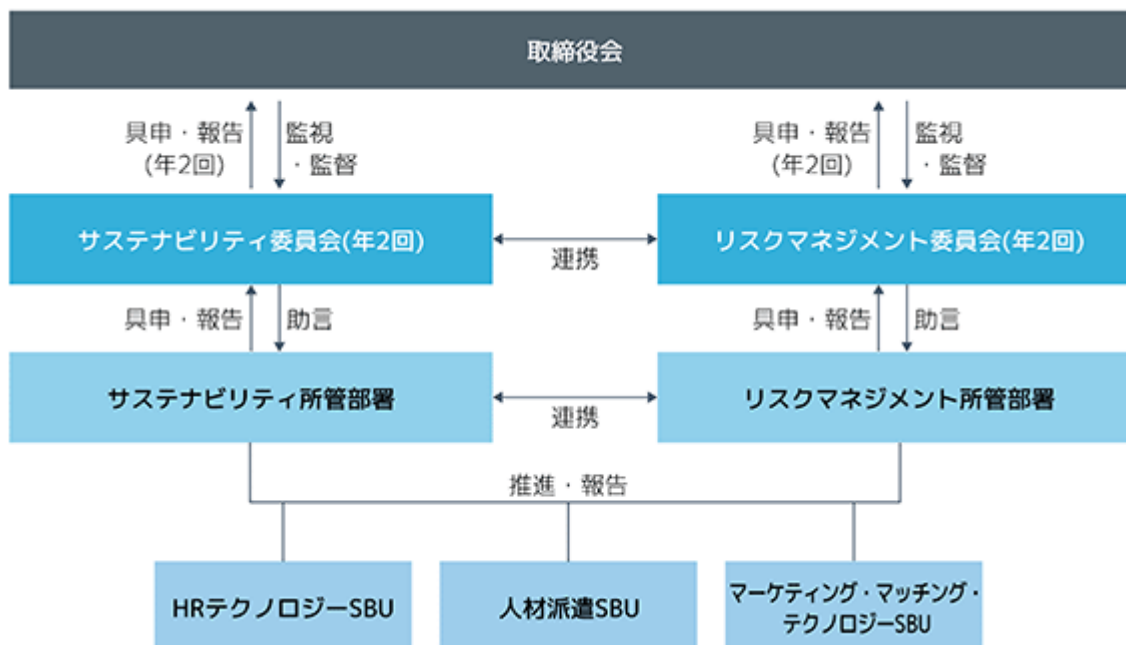 取締役会
具申・報告
(年2回)
監視
・監督
具申・報告
(年2回)
監視
・監督
サステナビリティ委員会(年2回)
連携
リスクマネジメント委員会(年2回)
具申・報告
助言
具申・報告
助言
サステナビリティ所管部署
連携
リスクマネジメント所管部署
推進・報告
HRテクノロジーSBU
人材派遣SBU
マーケティング・マッチング・
テクノロジーSBU